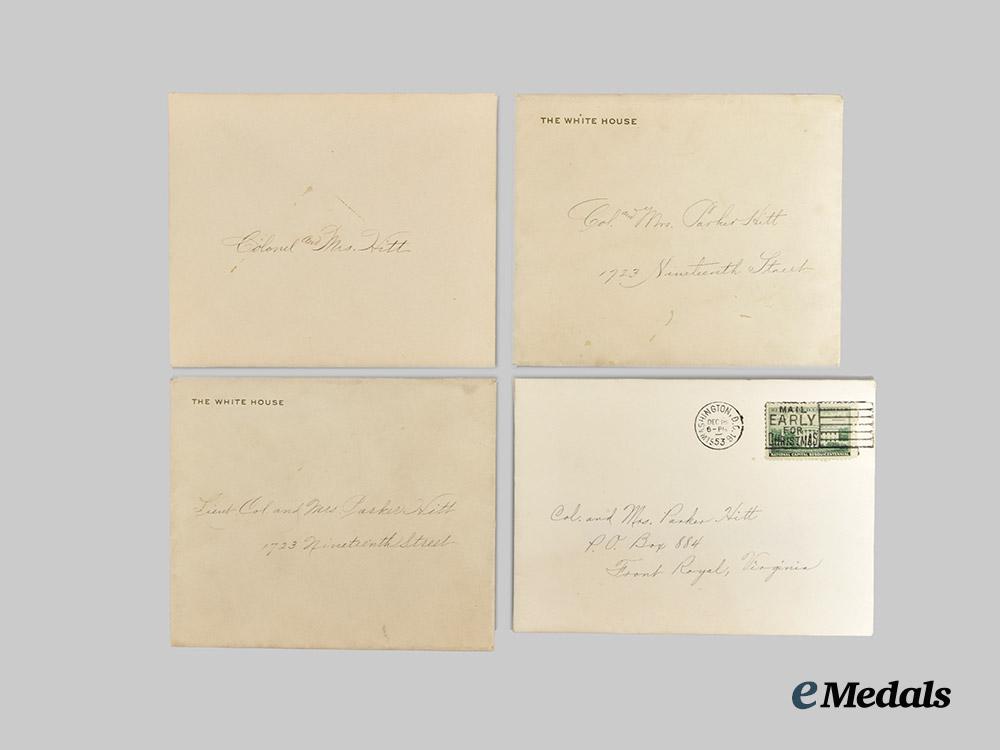 Colonel and Mrs. Hitt
THE WHITE HOUSE
Col. and Mrs. Parker Hitt
1723 Nineteenth Street
THE WHITE HOUSE
Lieut Col and Mrs Parker Hitt
1723 Nineteenth Street
WASHINGTON, D.C.
DEC
1953
MAIL
EARLY
FOR
CHRISTMAS
NATIONAL CAPITAL SESQUICENTENNIAL
Col. and Mrs. Parker Hitt
P.O. Box 884
Front Royal, Virginia
eMedals